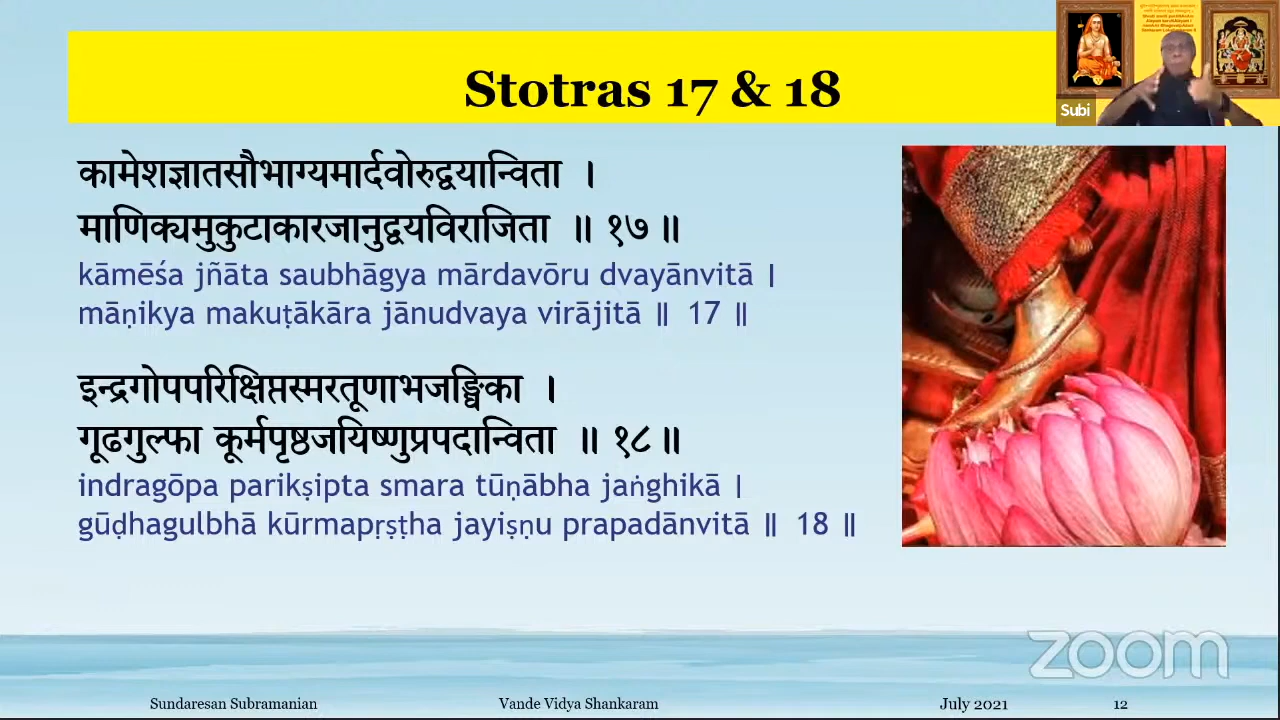 Stotras 17 & 18
Subi
कामेशज्ञातसौभाग्यमार्दवोरुद्वयान्विता ।
माणिक्यमुकुटाकारजानुद्वयविराजिता ॥ १७ ॥
kāmēśa jñāta saubhāgya mārdavōru dvayānvitā |
māṇikya makuṭākāra jānudvaya virājitā ‖ 17 ‖
इन्द्रगोपपरिक्षिप्तस्मरतूणाभजङ्घिका ।
गूढगुल्फा कूर्मपृष्ठजयिष्णुप्रपदान्विता ॥ १८ ॥
indragōpa parikṣipta smara tūṇābha jaṅghikā |
gūḍhagulbhā kūrmapṛṣṭha jayiṣṇu prapadānvitā ‖ 18 ‖
zoom
Sundaresan Subramanian Vande Vidya Shankaram July 2021 12